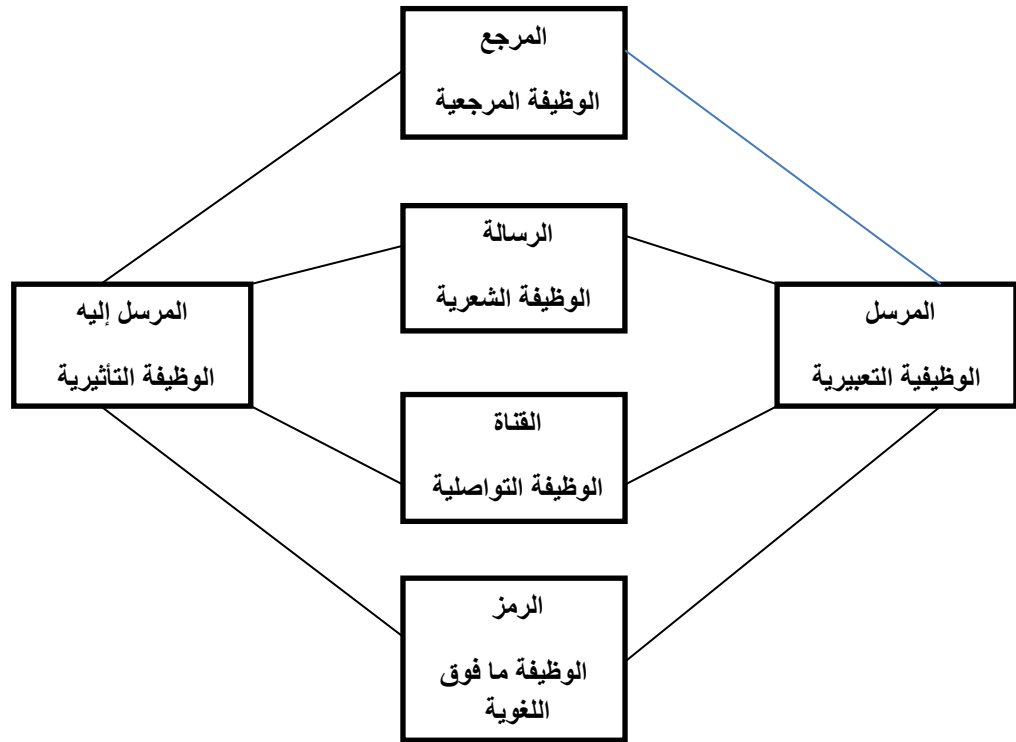 المرجع
الوظيفة المرجعية
المرسل
الوظيفية التعبيرية
الرسالة
الوظيفة الشعرية
المرسل إليه
الوظيفة التأثيرية
القناة
الوظيفة التواصلية
الرمز
الوظيفة ما فوق
اللغوية